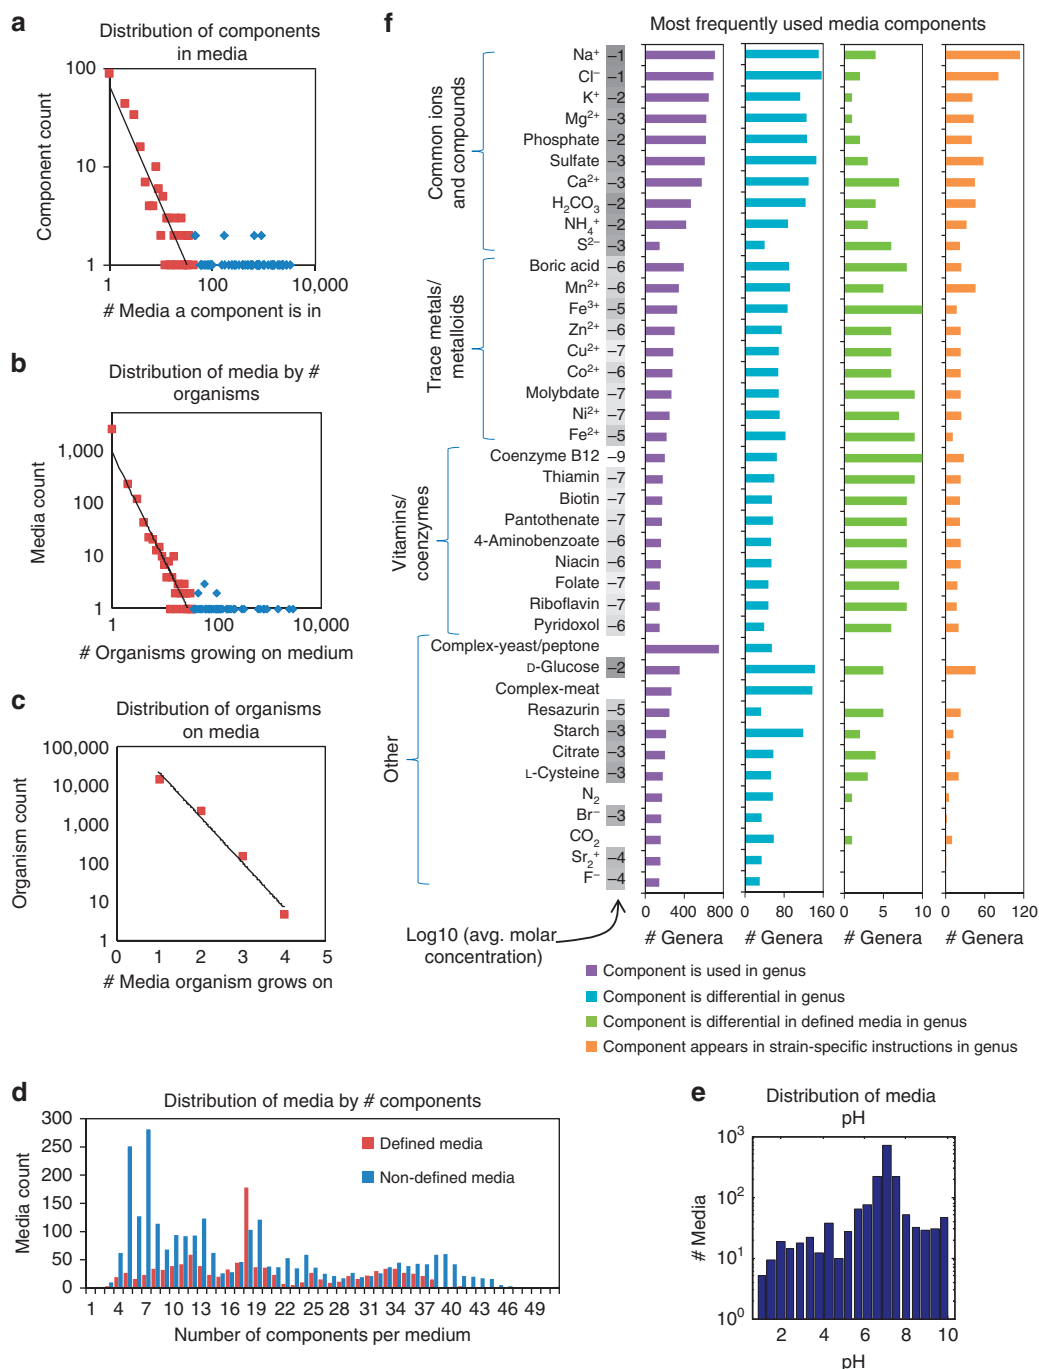 a
Distribution of components
in media
Component count
100
10
1
1
100
10,000
# Media a component is in
b
Distribution of media by #
organisms
Media count
1,000
100
10
1
1
100
10,000
# Organisms growing on medium
c
Distribution of organisms
on media
Organism count
100,000
10,000
1,000
100
10
1
0 1 2 3 4 5
# Media organism grows on
f
Most frequently used media components
Common ions
and compounds
Na⁺ –1
Cl⁻ –1
K⁺ –2
Mg²⁺ –3
Phosphate –2
Sulfate –3
Ca²⁺ –3
H₂CO₃ –2
NH₄⁺ –2
S²⁻ –3
Trace metals/
metalloids
Boric acid –6
Mn²⁺ –6
Fe³⁺ –5
Zn²⁺ –6
Cu²⁺ –7
Co²⁺ –6
Molybdate –7
Ni²⁺ –7
Fe²⁺ –5
Vitamins/
coenzymes
Coenzyme B12 –9
Thiamin –7
Biotin –7
Pantothenate –7
4-Aminobenzoate –6
Niacin –6
Folate –7
Riboflavin –7
Pyridoxol –6
Other
Complex-yeast/peptone
D-Glucose –2
Complex-meat
Resazurin –5
Starch –3
Citrate –3
L-Cysteine –3
N₂
Br⁻ –3
CO₂
Sr₂⁺ –4
F⁻ –4
0 400 800
0 80 160
0 5 10
0 60 120
# Genera
# Genera
# Genera
# Genera
Log10 (avg. molar
concentration)
Component is used in genus
Component is differential in genus
Component is differential in defined media in genus
Component appears in strain-specific instructions in genus
d
Distribution of media by # components
Media count
300
250
200
150
100
50
0
Defined media
Non-defined media
1 4 7 10 13 16 19 22 25 28 31 34 37 40 43 46 49
Number of components per medium
e
Distribution of media
pH
# Media
10³
10²
10¹
10⁰
2 4 6 8 10
pH